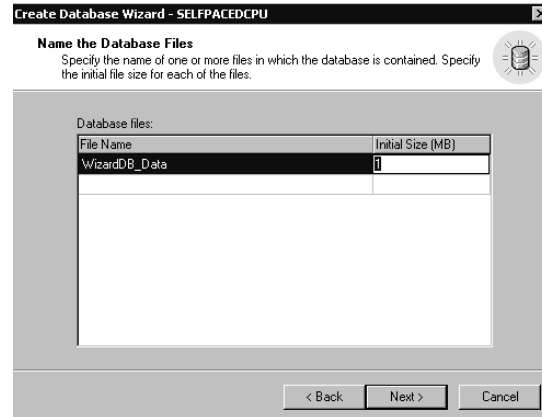 Create Database Wizard - SELFPACEDCPU
Name the Database Files
Specify the name of one or more files in which the database is contained. Specify
the initial file size for each of the files.
Database files:
File Name Initial Size (MB)
WizardDB_Data 1
< Back Next > Cancel